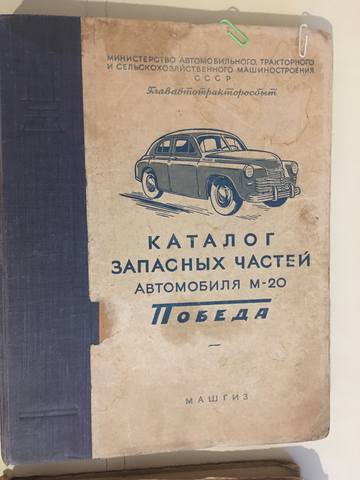 МИНИСТЕРСТВО АВТОМОБИЛЬНОГО, ТРАКТОРНОГО
И СЕЛЬСКОХОЗЯЙСТВЕННОГО МАШИНОСТРОЕНИЯ
СССР
Глававтотракторосбыт
КАТАЛОГ
ЗАПАСНЫХ ЧАСТЕЙ
АВТОМОБИЛЯ М-20
ПОБЕДА
МАШГИЗ